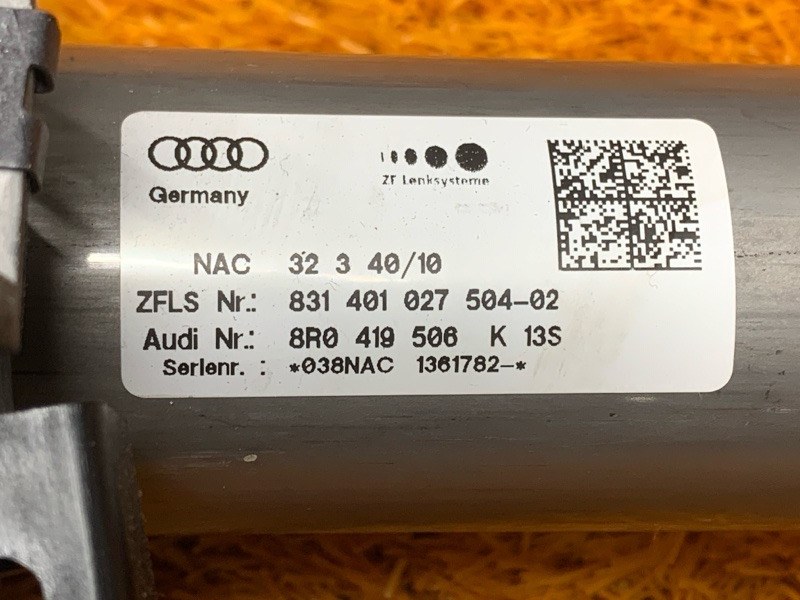 Germany
ZF Lenksysteme
NAC 32 3 40/10
ZFLS Nr.: 831 401 027 504-02
Audi Nr.: 8R0 419 506 K 13S
Serienr. : *038NAC 1361782-*